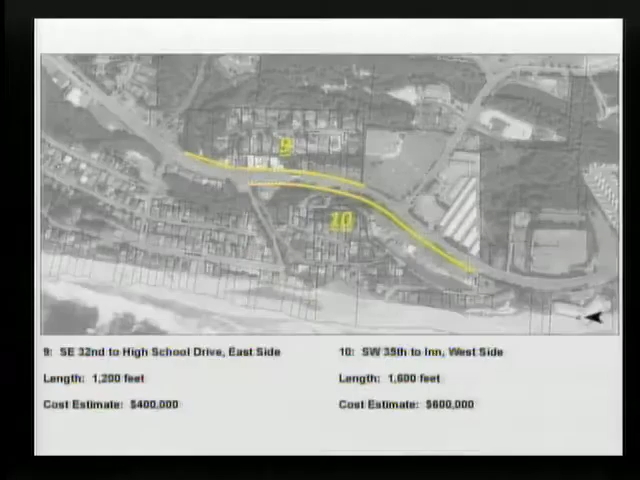 9
10
9: SE 32nd to High School Drive, East Side
Length: 1,200 feet
Cost Estimate: $400,000
10: SW 35th to Inn, West Side
Length: 1,600 feet
Cost Estimate: $600,000